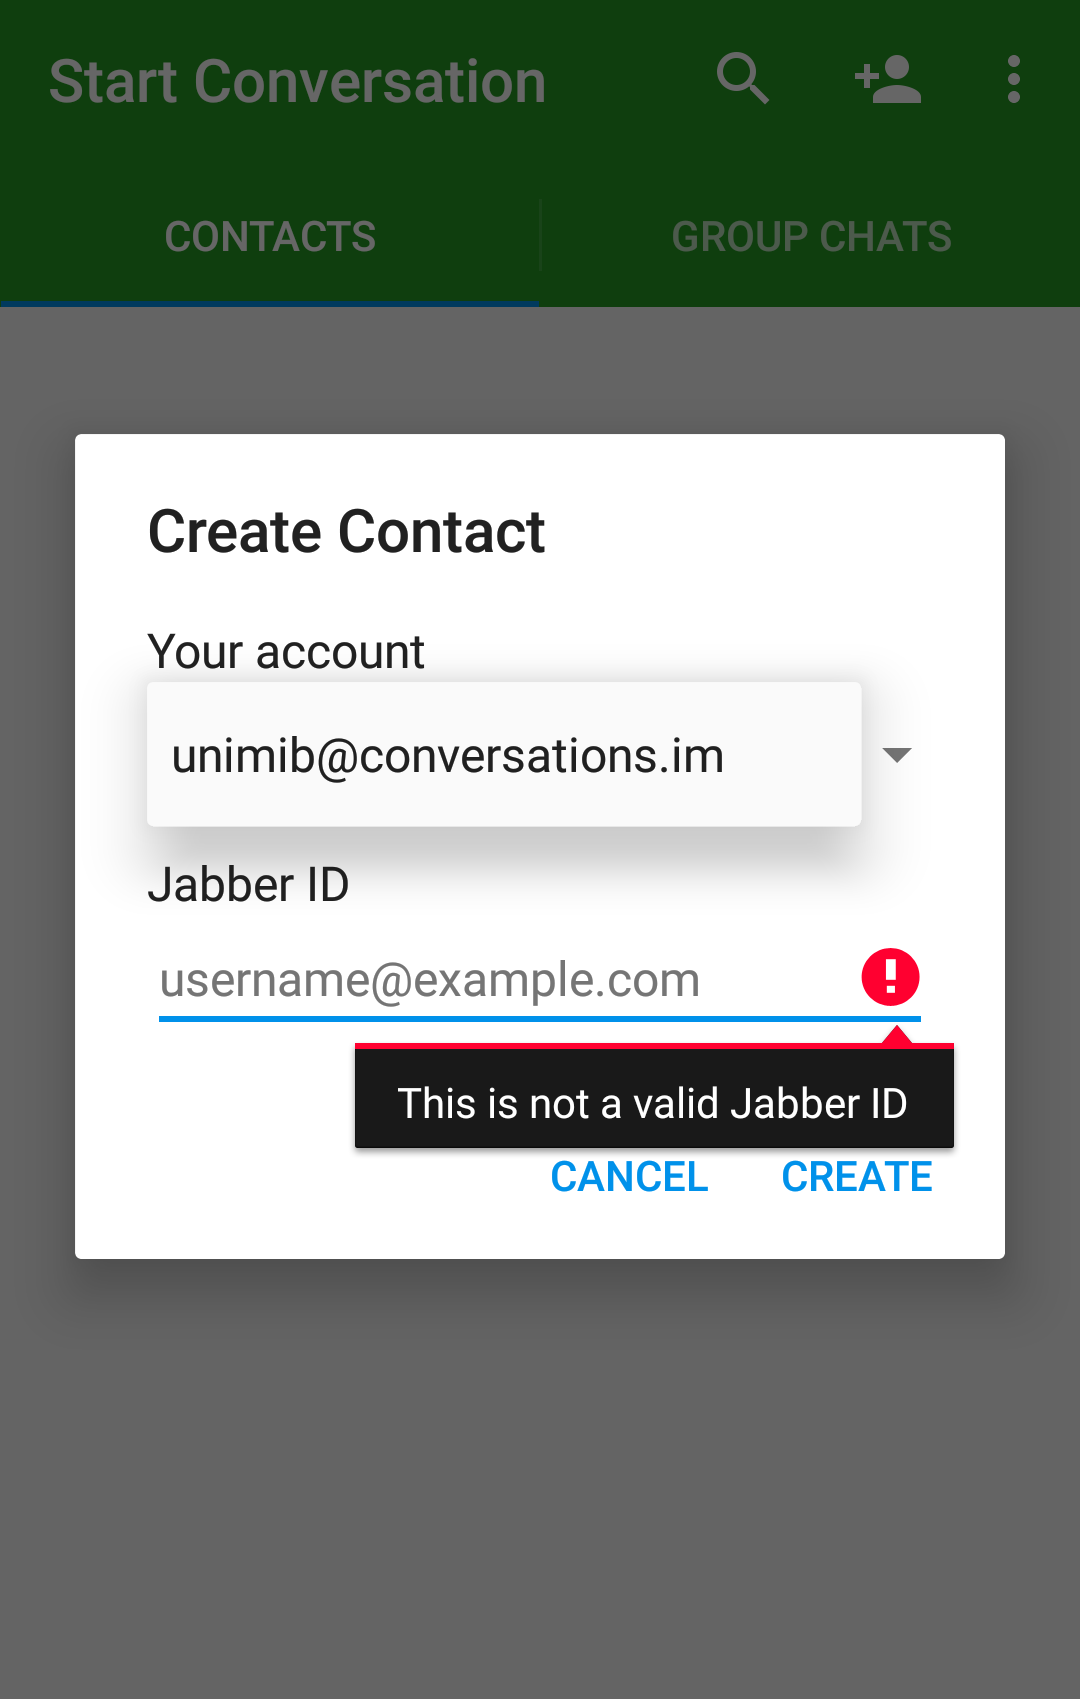 Start Conversation
CONTACTS
GROUP CHATS
Create Contact
Your account
unimib@conversations.im
Jabber ID
username@example.com
This is not a valid Jabber ID
CANCEL
CREATE